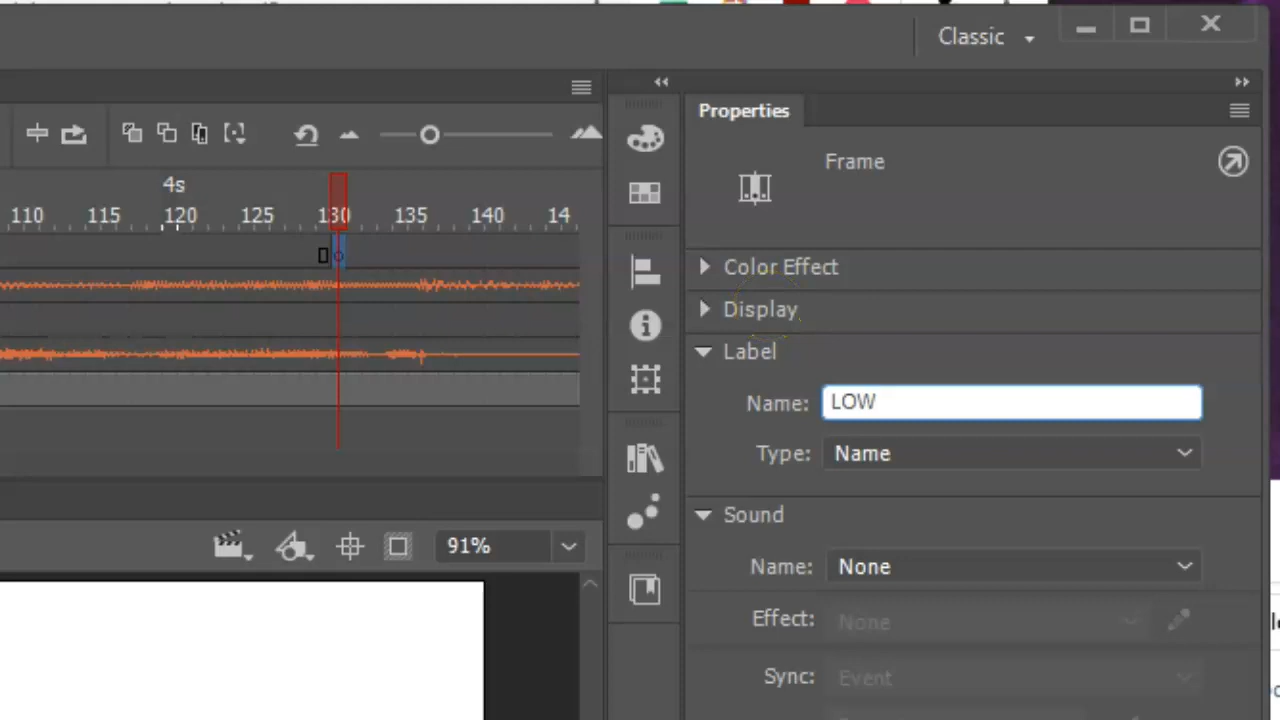 Classic
Properties
Frame
4s
110 115 120 125 130 135 140 14
Color Effect
Display
Label
Name: LOW
Type: Name
Sound
91%
Name: None
Effect: None
Sync: Event